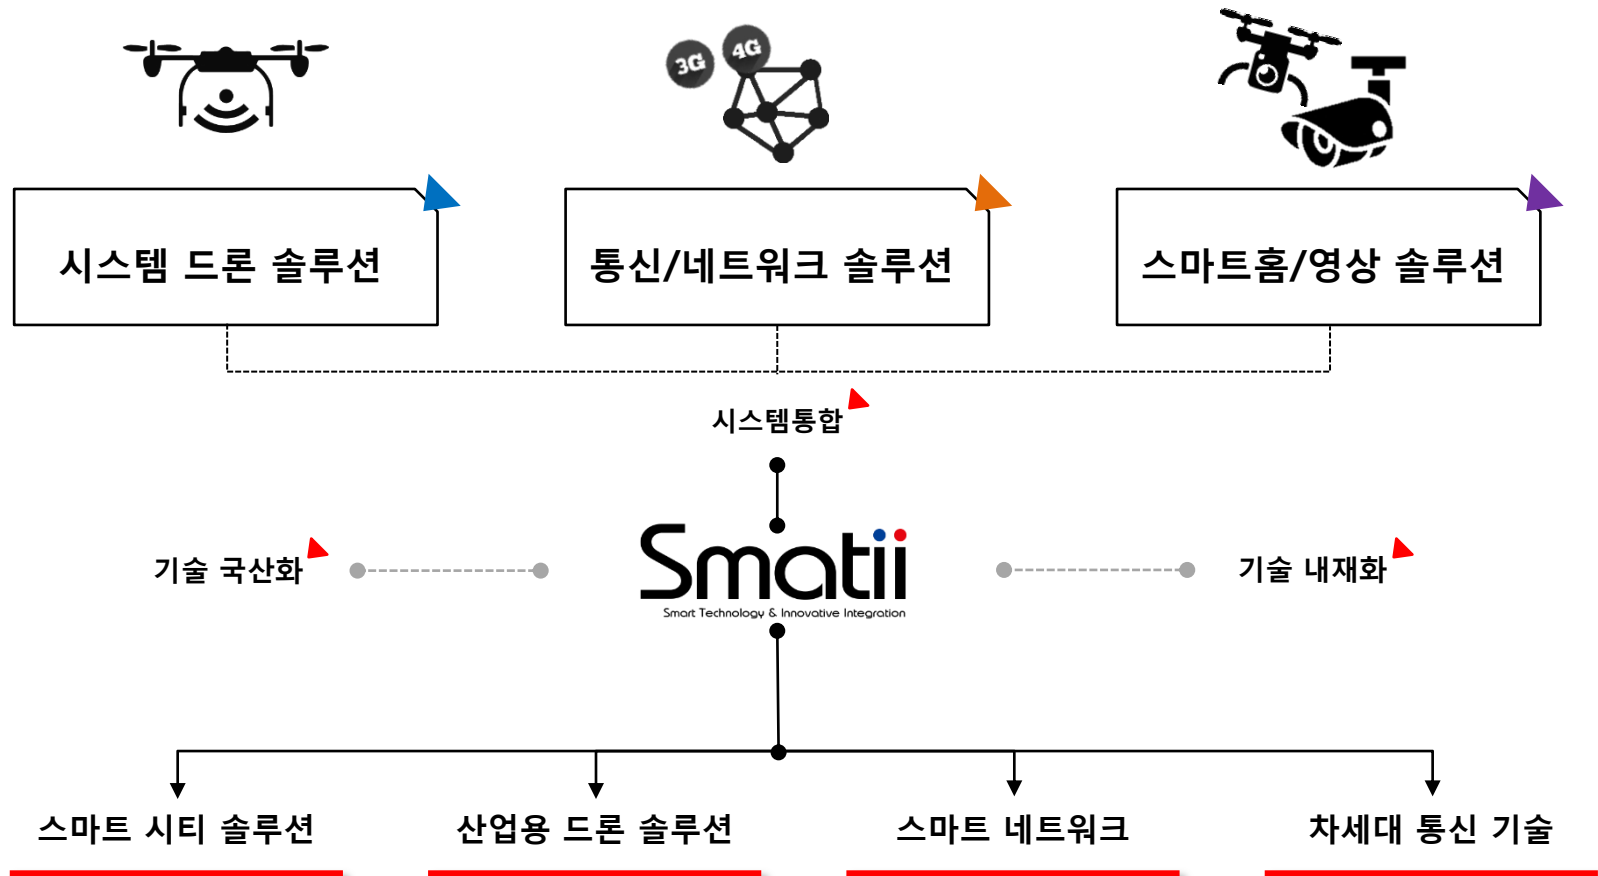 3G 4G
시스템 드론 솔루션
통신/네트워크 솔루션
스마트홈/영상 솔루션
시스템통합
기술 국산화
Smatii
Smart Technology & Innovative Integration
기술 내재화
스마트 시티 솔루션
산업용 드론 솔루션
스마트 네트워크
차세대 통신 기술